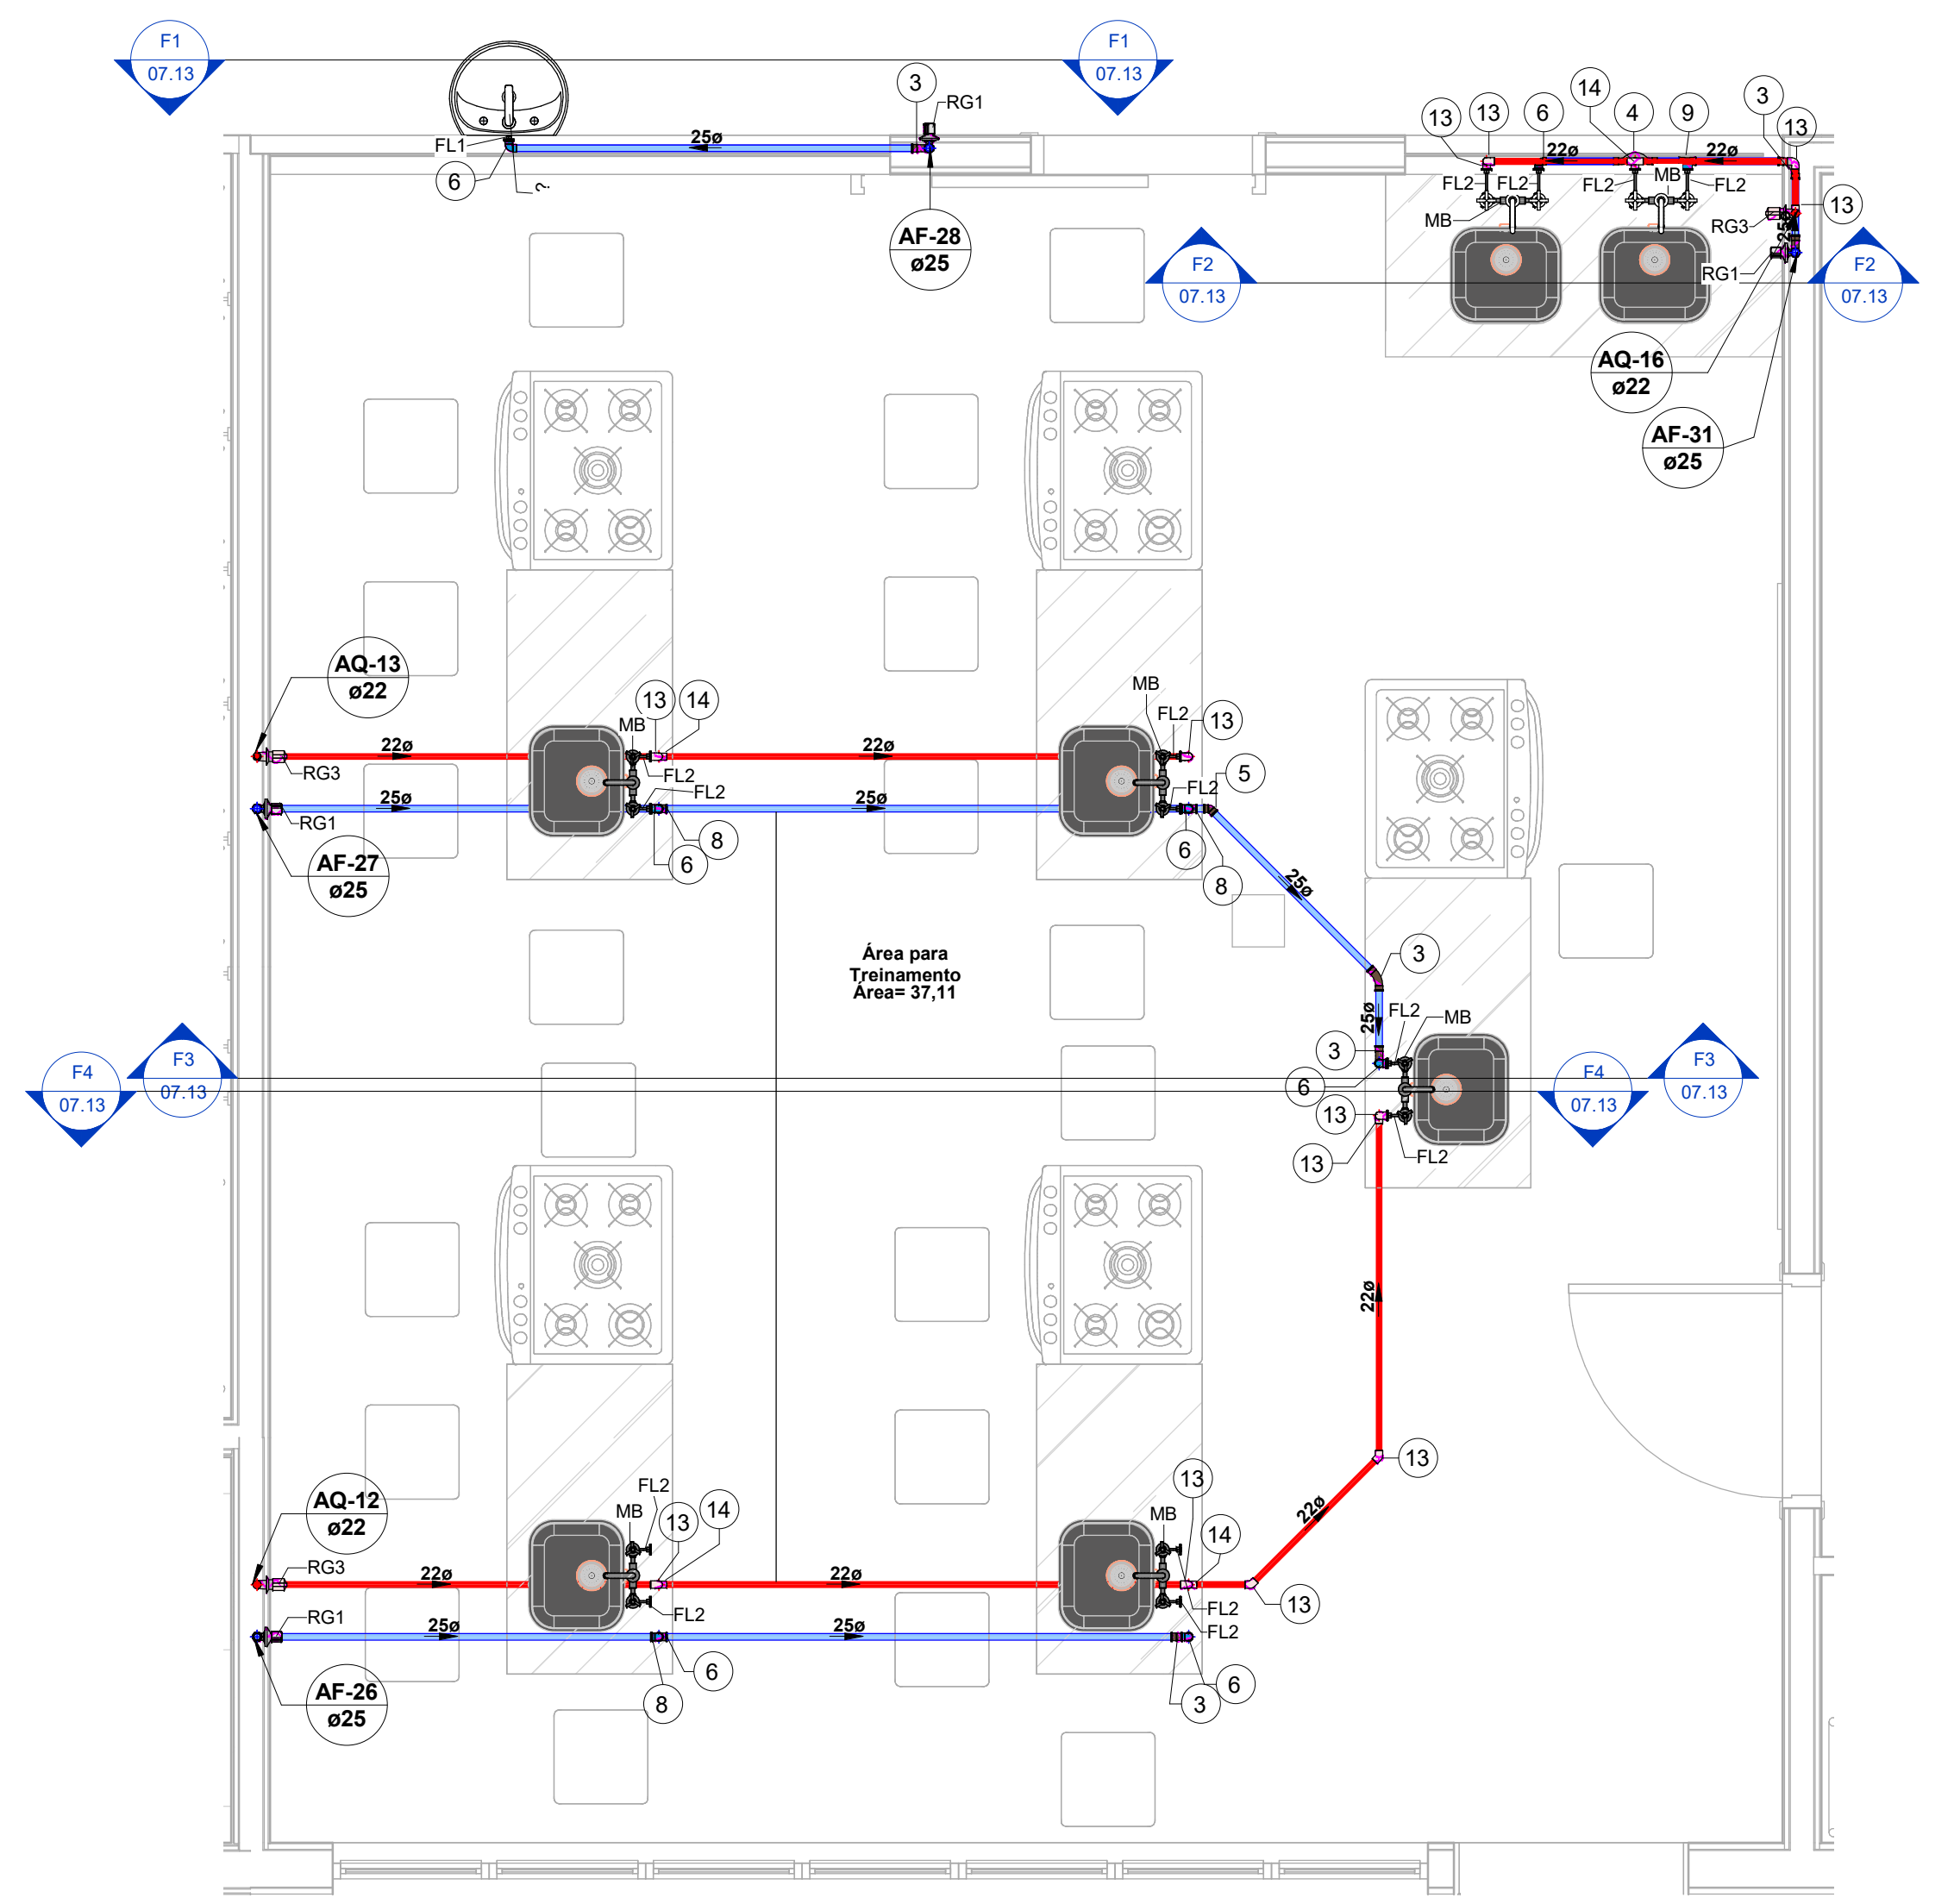 F1
07.13
F1
07.13
3
RG1
FL1
25ø
6
?
AF-28
ø25
14
3
13
13
6
4
9
13
22ø
22ø
MB
FL2
FL2
FL2
FL2
MB
13
RG3
25ø
RG1
F2
07.13
F2
07.13
AQ-16
ø22
AF-31
ø25
AQ-13
ø22
13
14
MB
22ø
RG3
FL2
22ø
MB
FL2
13
25ø
RG1
FL2
25ø
FL2
5
AF-27
ø25
8
6
6
8
25ø
Área para
Treinamento
Área= 37,11
3
25ø
FL2
MB
3
6
13
13
FL2
F4
07.13
F3
07.13
F4
07.13
F3
07.13
22ø
13
22ø
AQ-12
ø22
FL2
MB
13
14
13
MB
14
RG3
22ø
22ø
FL2
FL2
FL2
13
RG1
25ø
25ø
AF-26
ø25
6
8
6
3